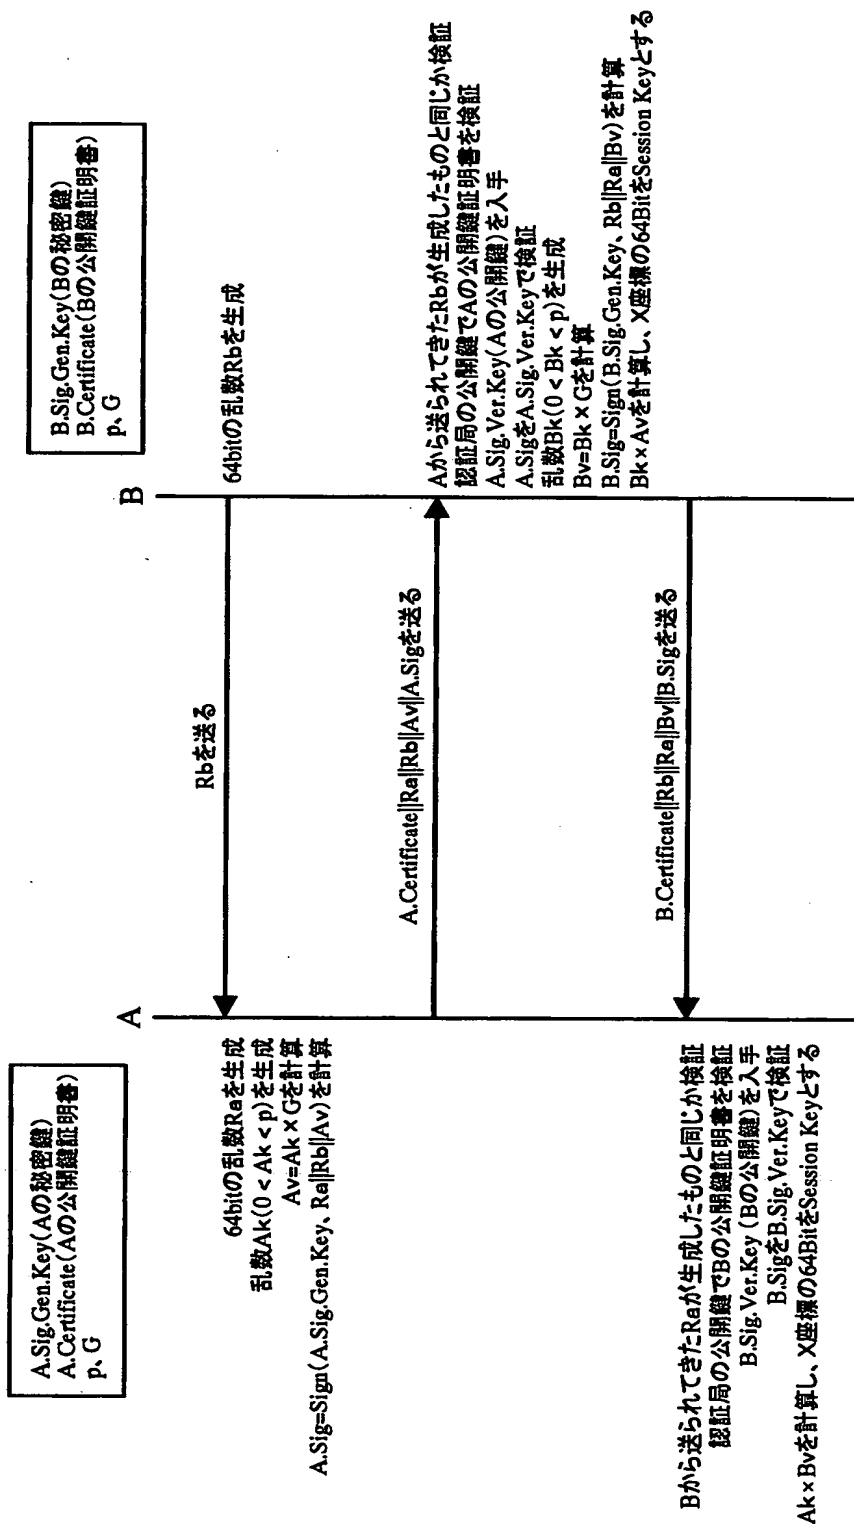 A.Sig.Gen.Key(Aの秘密鍵)
A.Certificate(Aの公開鍵証明書)
p、G
B.Sig.Gen.Key(Bの秘密鍵)
B.Certificate(Bの公開鍵証明書)
p、G
A
B
64bitの乱数Rbを生成
Rbを送る
64bitの乱数Raを生成
乱数Ak(0<Ak<p)を生成
Av=Ak×Gを計算
A.Sig=Sign(A.Sig.Gen.Key、Ra||Rb||Av)を計算
A.Certificate||Ra||Rb||Av||A.Sigを送る
Aから送られてきたRbが生成したものと同じか検証
認証局の公開鍵でAの公開鍵証明書を検証
A.Sig.Ver.Key(Aの公開鍵)を入手
A.SigをA.Sig.Ver.Keyで検証
乱数Bk(0<Bk<p)を生成
Bv=Bk×Gを計算
B.Sig=Sign(B.Sig.Gen.Key、Rb||Ra||Bv)を計算
Bk×Avを計算し、X座標の64BitをSession Keyとする
B.Certificate||Rb||Ra||Bv||B.Sigを送る
Bから送られてきたRaが生成したものと同じか検証
認証局の公開鍵でBの公開鍵証明書を検証
B.Sig.Ver.Key (Bの公開鍵)を入手
B.SigをB.Sig.Ver.Keyで検証
Ak×Bvを計算し、X座標の64BitをSession Keyとする